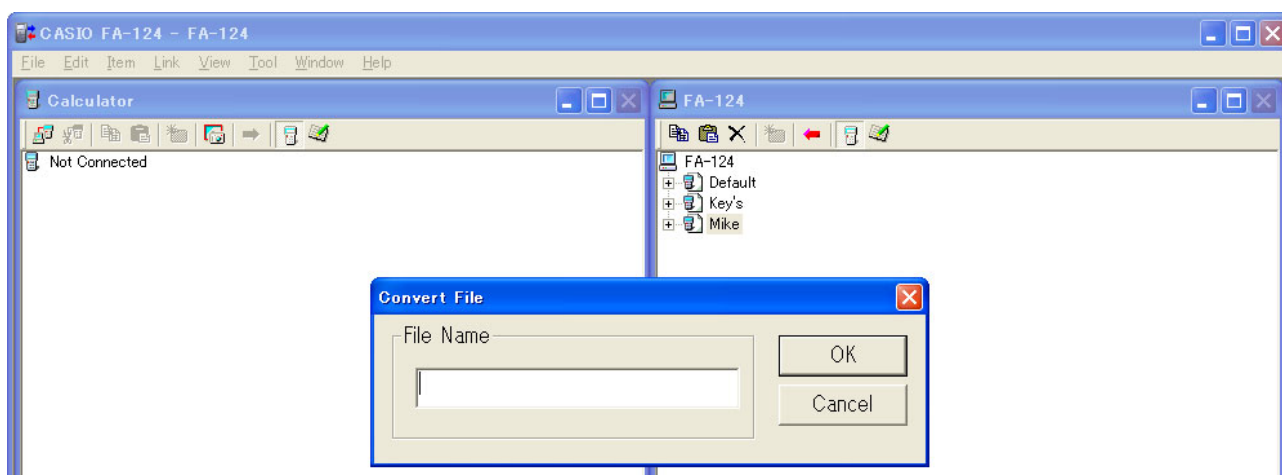 CASIO FA-124 - FA-124
File Edit Item Link View Tool Window Help
Calculator
Not Connected
FA-124
FA-124
Default
Key's
Mike
Convert File
File Name
OK
Cancel